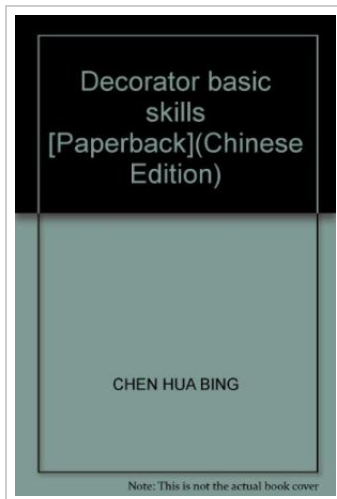 Decorator basic
skills
[Paperback](Chinese
Edition)
CHEN HUA BING
Note: This is not the actual book cover